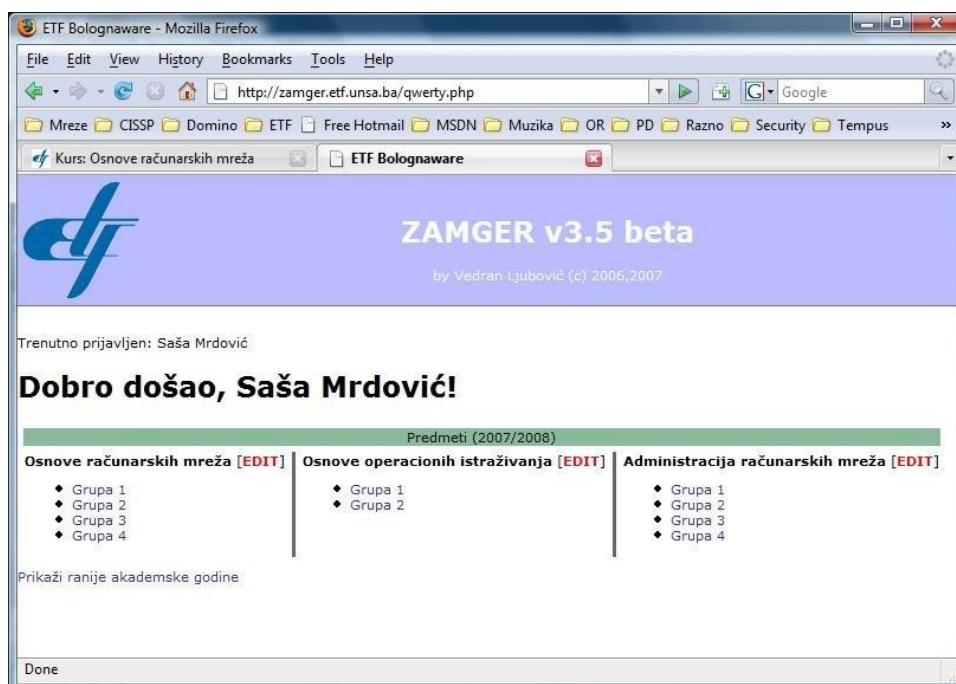 ETF Bolognaware - Mozilla Firefox
File Edit View History Bookmarks Tools Help
http://zamger.etf.unsa.ba/qwerty.php G Google
Mreze CISSP Domino ETF Free Hotmail MSDN Muzika OR PD Razno Security Tempus »
Kurs: Osnove računarskih mreža ETF Bolognaware
ZAMGER v3.5 beta
by Vedran Ljubović (c) 2006,2007
Trenutno prijavljen: Saša Mrdović
Dobro došao, Saša Mrdović!
Predmeti (2007/2008)
Osnove računarskih mreža [EDIT] Osnove operacionih istraživanja [EDIT] Administracija računarskih mreža [EDIT]
Grupa 1 Grupa 1 Grupa 1
Grupa 2 Grupa 2 Grupa 2
Grupa 3 Grupa 3
Grupa 4 Grupa 4
Prikaži ranije akademske godine
Done